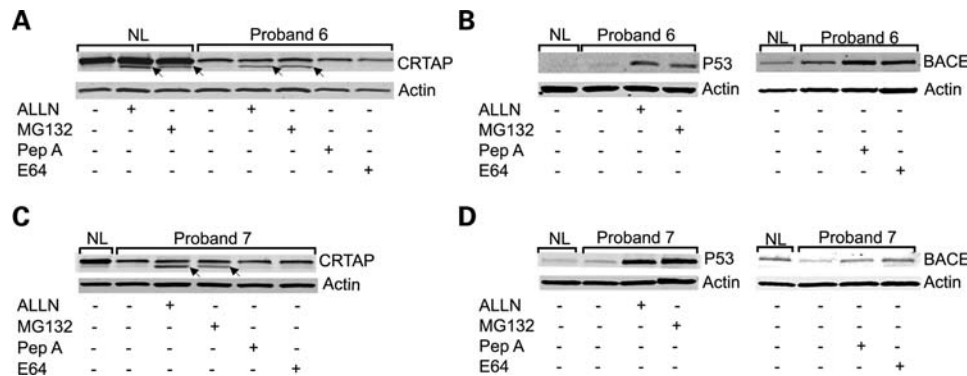 A
NL Proband 6
CRTAP
Actin
ALLN - + - - + - - -
MG132 - - + - - + - -
Pep A - - - - - - + -
E64 - - - - - - - +
B
NL Proband 6
P53
Actin
NL Proband 6
BACE
Actin
ALLN - - + - - - - -
MG132 - - - + - - - -
Pep A - - - - - - + -
E64 - - - - - - - +
C
NL Proband 7
CRTAP
Actin
ALLN - - + - - -
MG132 - - - + - -
Pep A - - - - + -
E64 - - - - - +
D
NL Proband 7
P53
Actin
NL Proband 7
BACE
Actin
ALLN - - + - - - - -
MG132 - - - + - - - -
Pep A - - - - - - + -
E64 - - - - - - - +